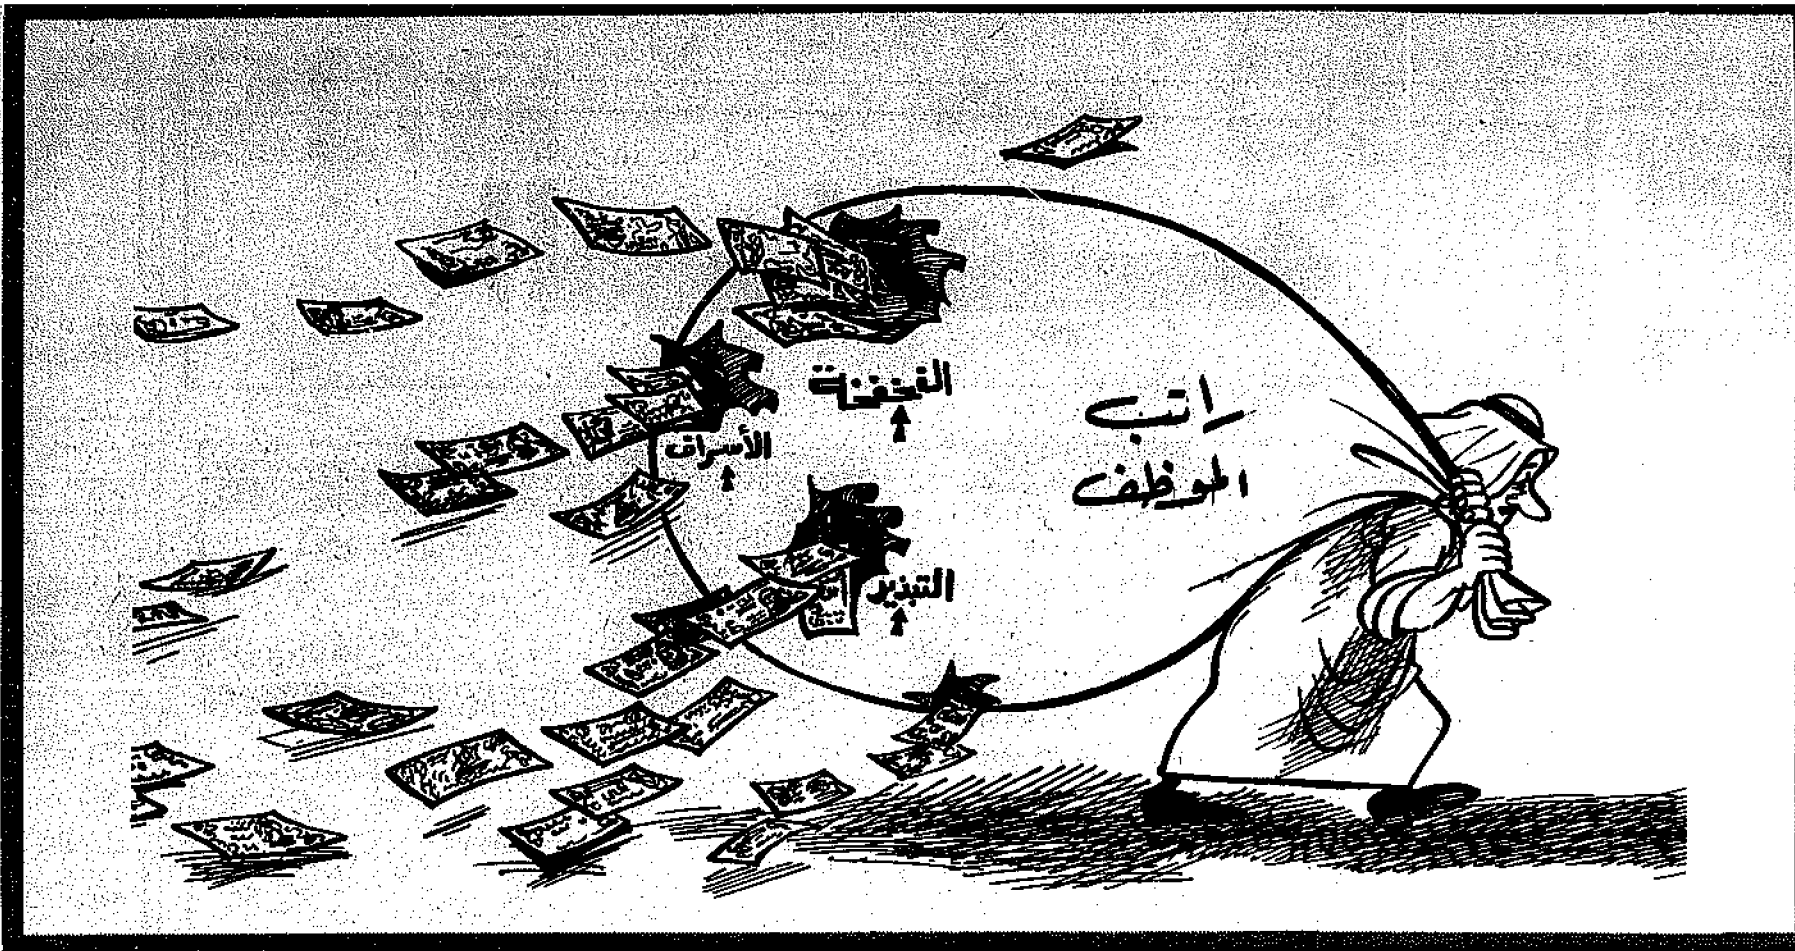 راتب
الموظف
الفخفخة
الأسراف
التبذير